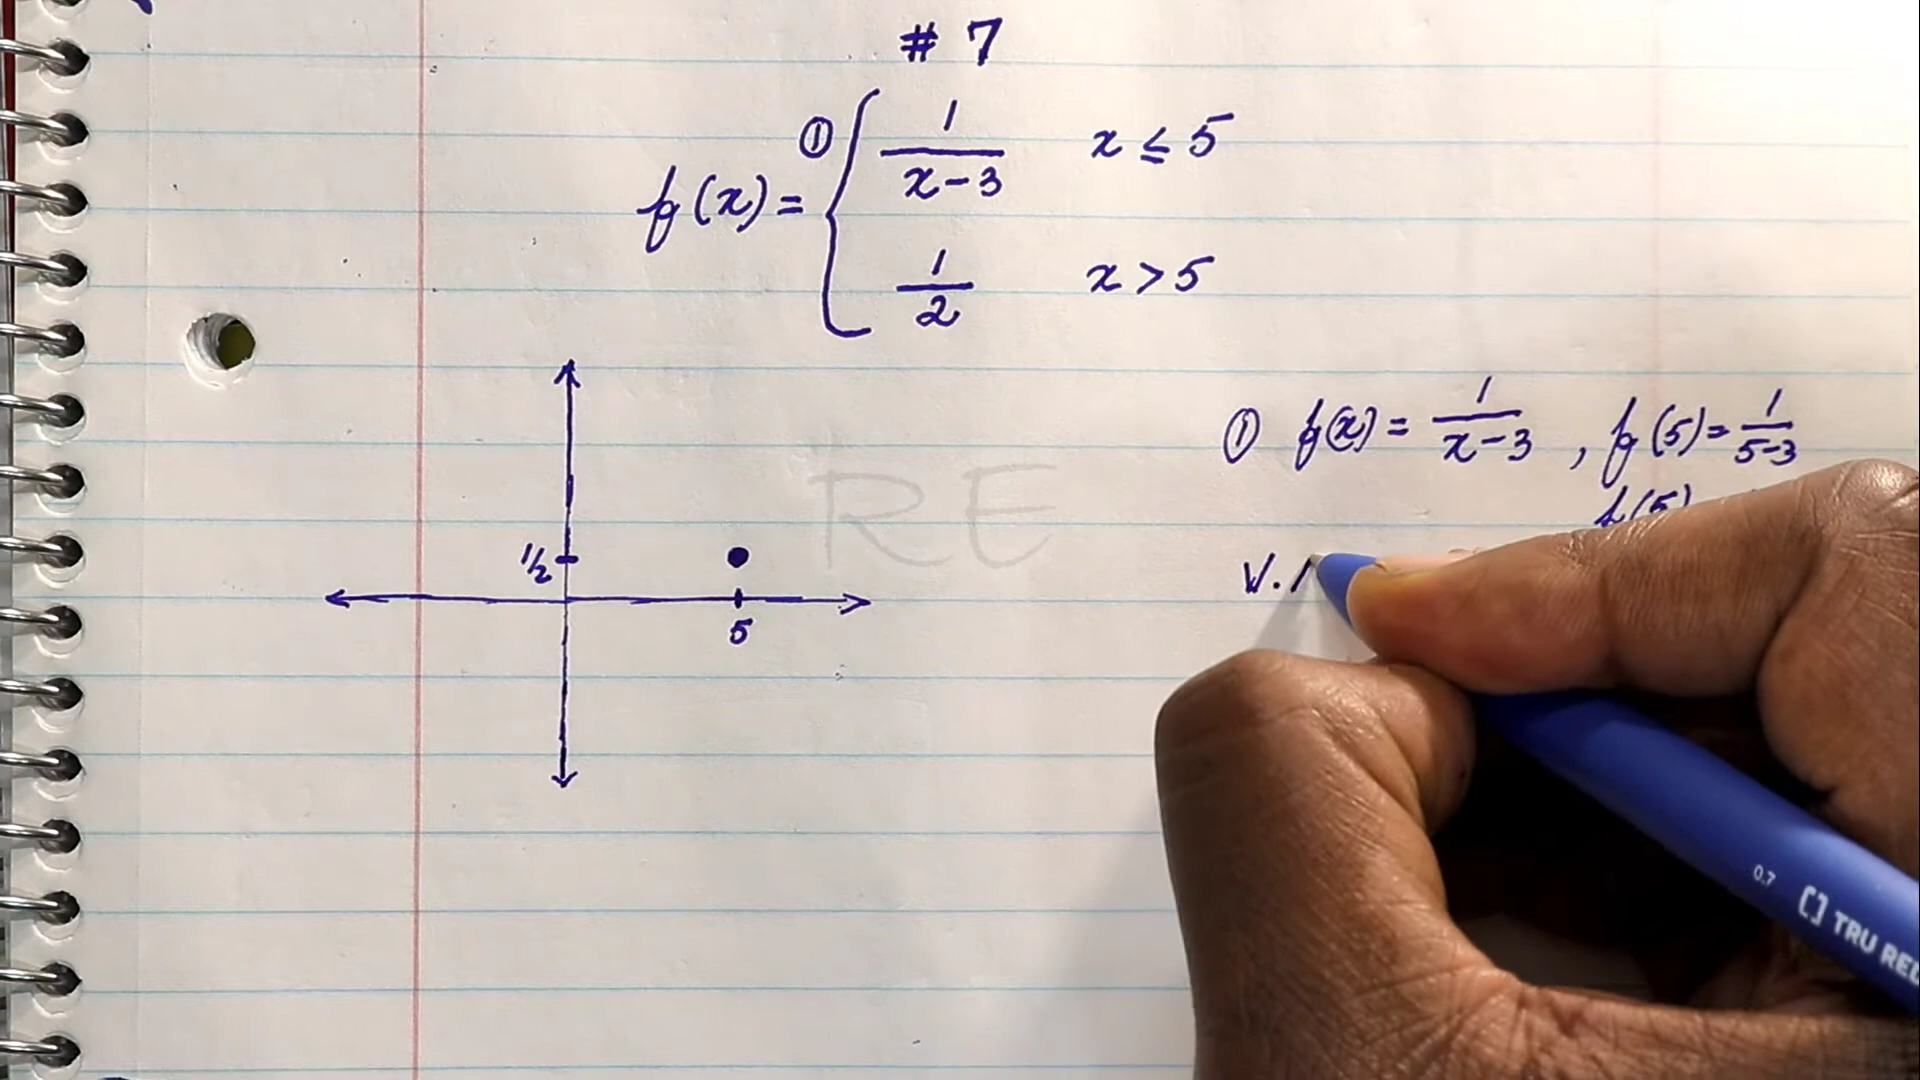 # 7
① 1/(x-3) x ≤ 5
f(x) =
1/2 x > 5
① f(x) = 1/(x-3) , f(5) = 1/(5-3)
f(5)
1/2
V.
5
RE
0.7 TRU RED